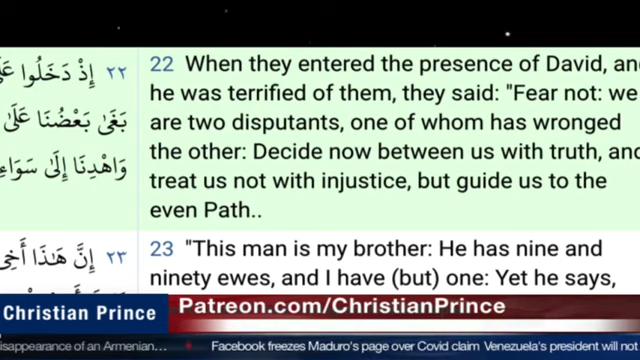 22 When they entered the presence of David, and
he was terrified of them, they said: "Fear not: we
are two disputants, one of whom has wronged
the other: Decide now between us with truth, and
treat us not with injustice, but guide us to the
even Path..
٢٢ إِذْ دَخَلُوا عَلَىٰ
بَغَىٰ بَعْضُنَا عَلَىٰ
وَاهْدِنَا إِلَىٰ سَوَاءِ
23 "This man is my brother: He has nine and
ninety ewes, and I have (but) one: Yet he says,
٢٣ إِنَّ هَٰذَا أَخِي
Christian Prince
Patreon.com/ChristianPrince
isappearance of an Armenian... Facebook freezes Maduro's page over Covid claim Venezuela's president will not